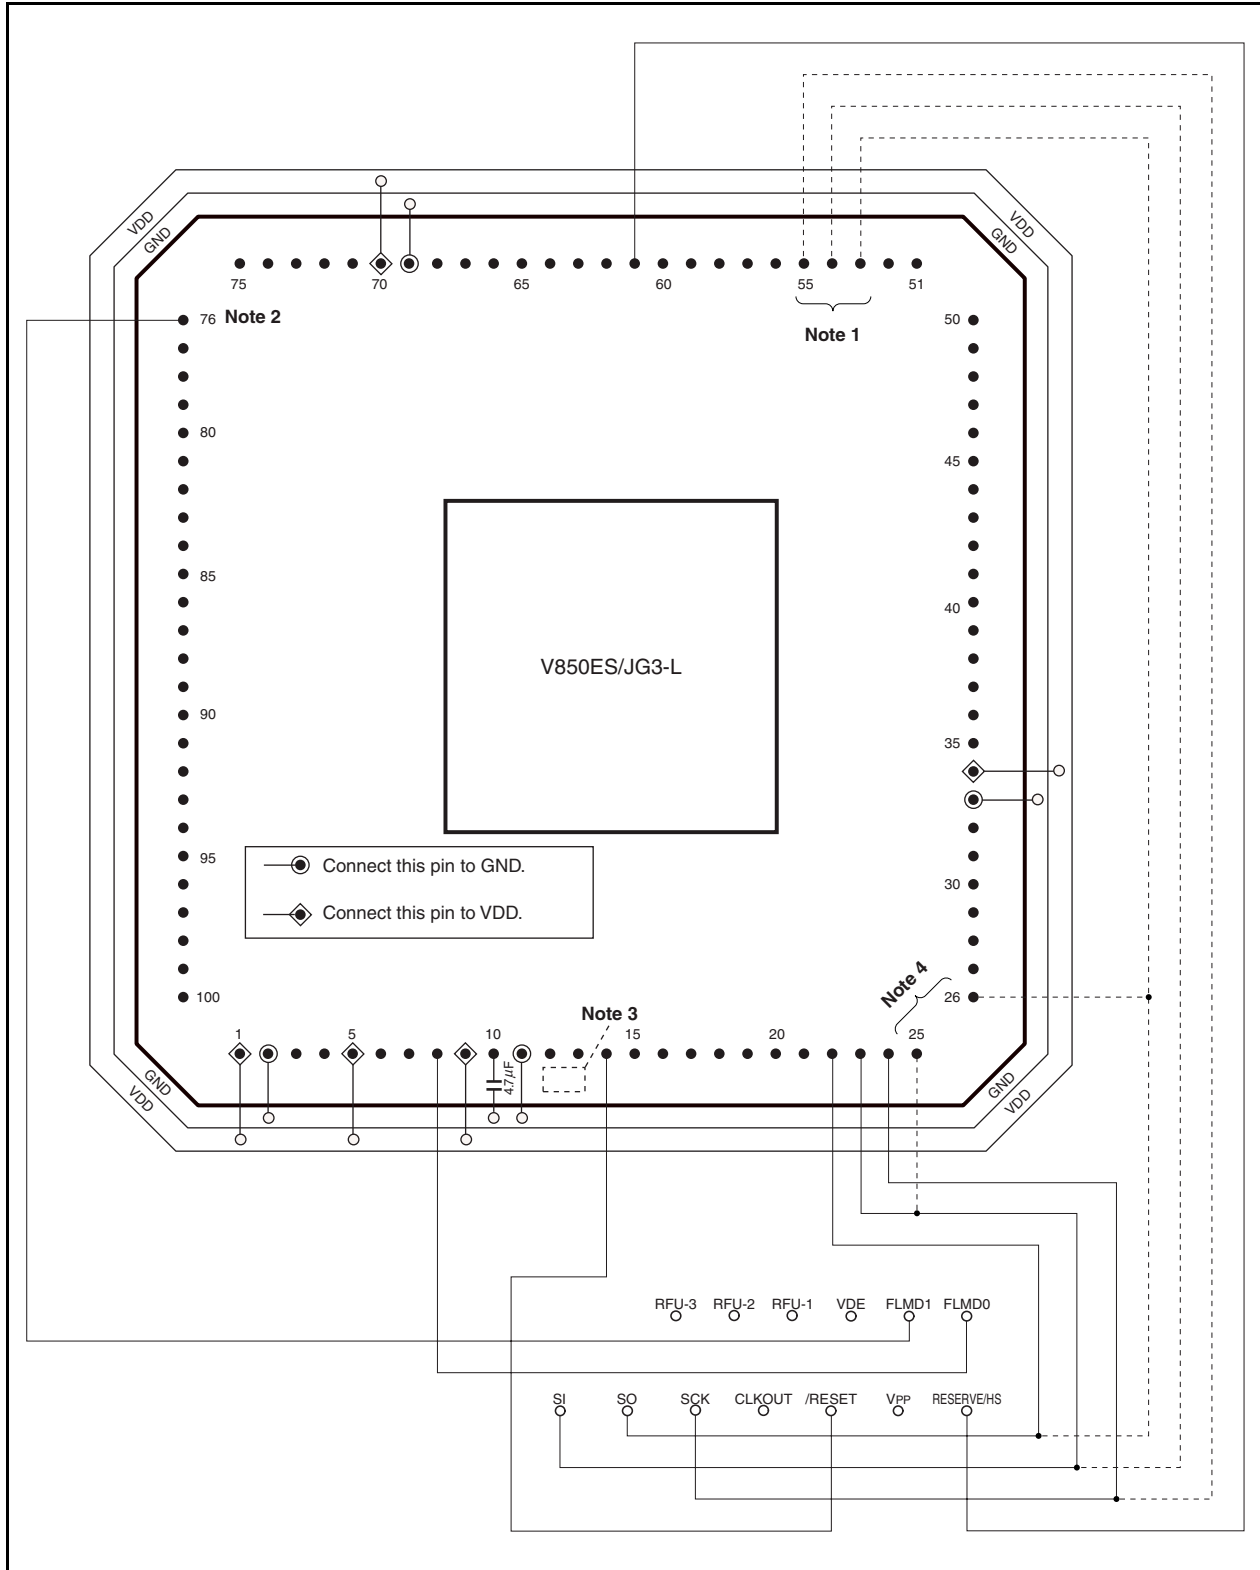 VDD
GND
VDD
GND
75
70
65
60
55
51
Note 1
76
Note 2
50
80
45
85
40
V850ES/JG3-L
90
35
95
30
Connect this pin to GND.
Connect this pin to VDD.
100
26
Note 4
Note 3
1
5
10
15
20
25
4.7μF
GND
VDD
GND
VDD
RFU-3 RFU-2 RFU-1 VDE FLMD1 FLMD0
SI SO SCK CLKOUT /RESET VPP RESERVE/HS